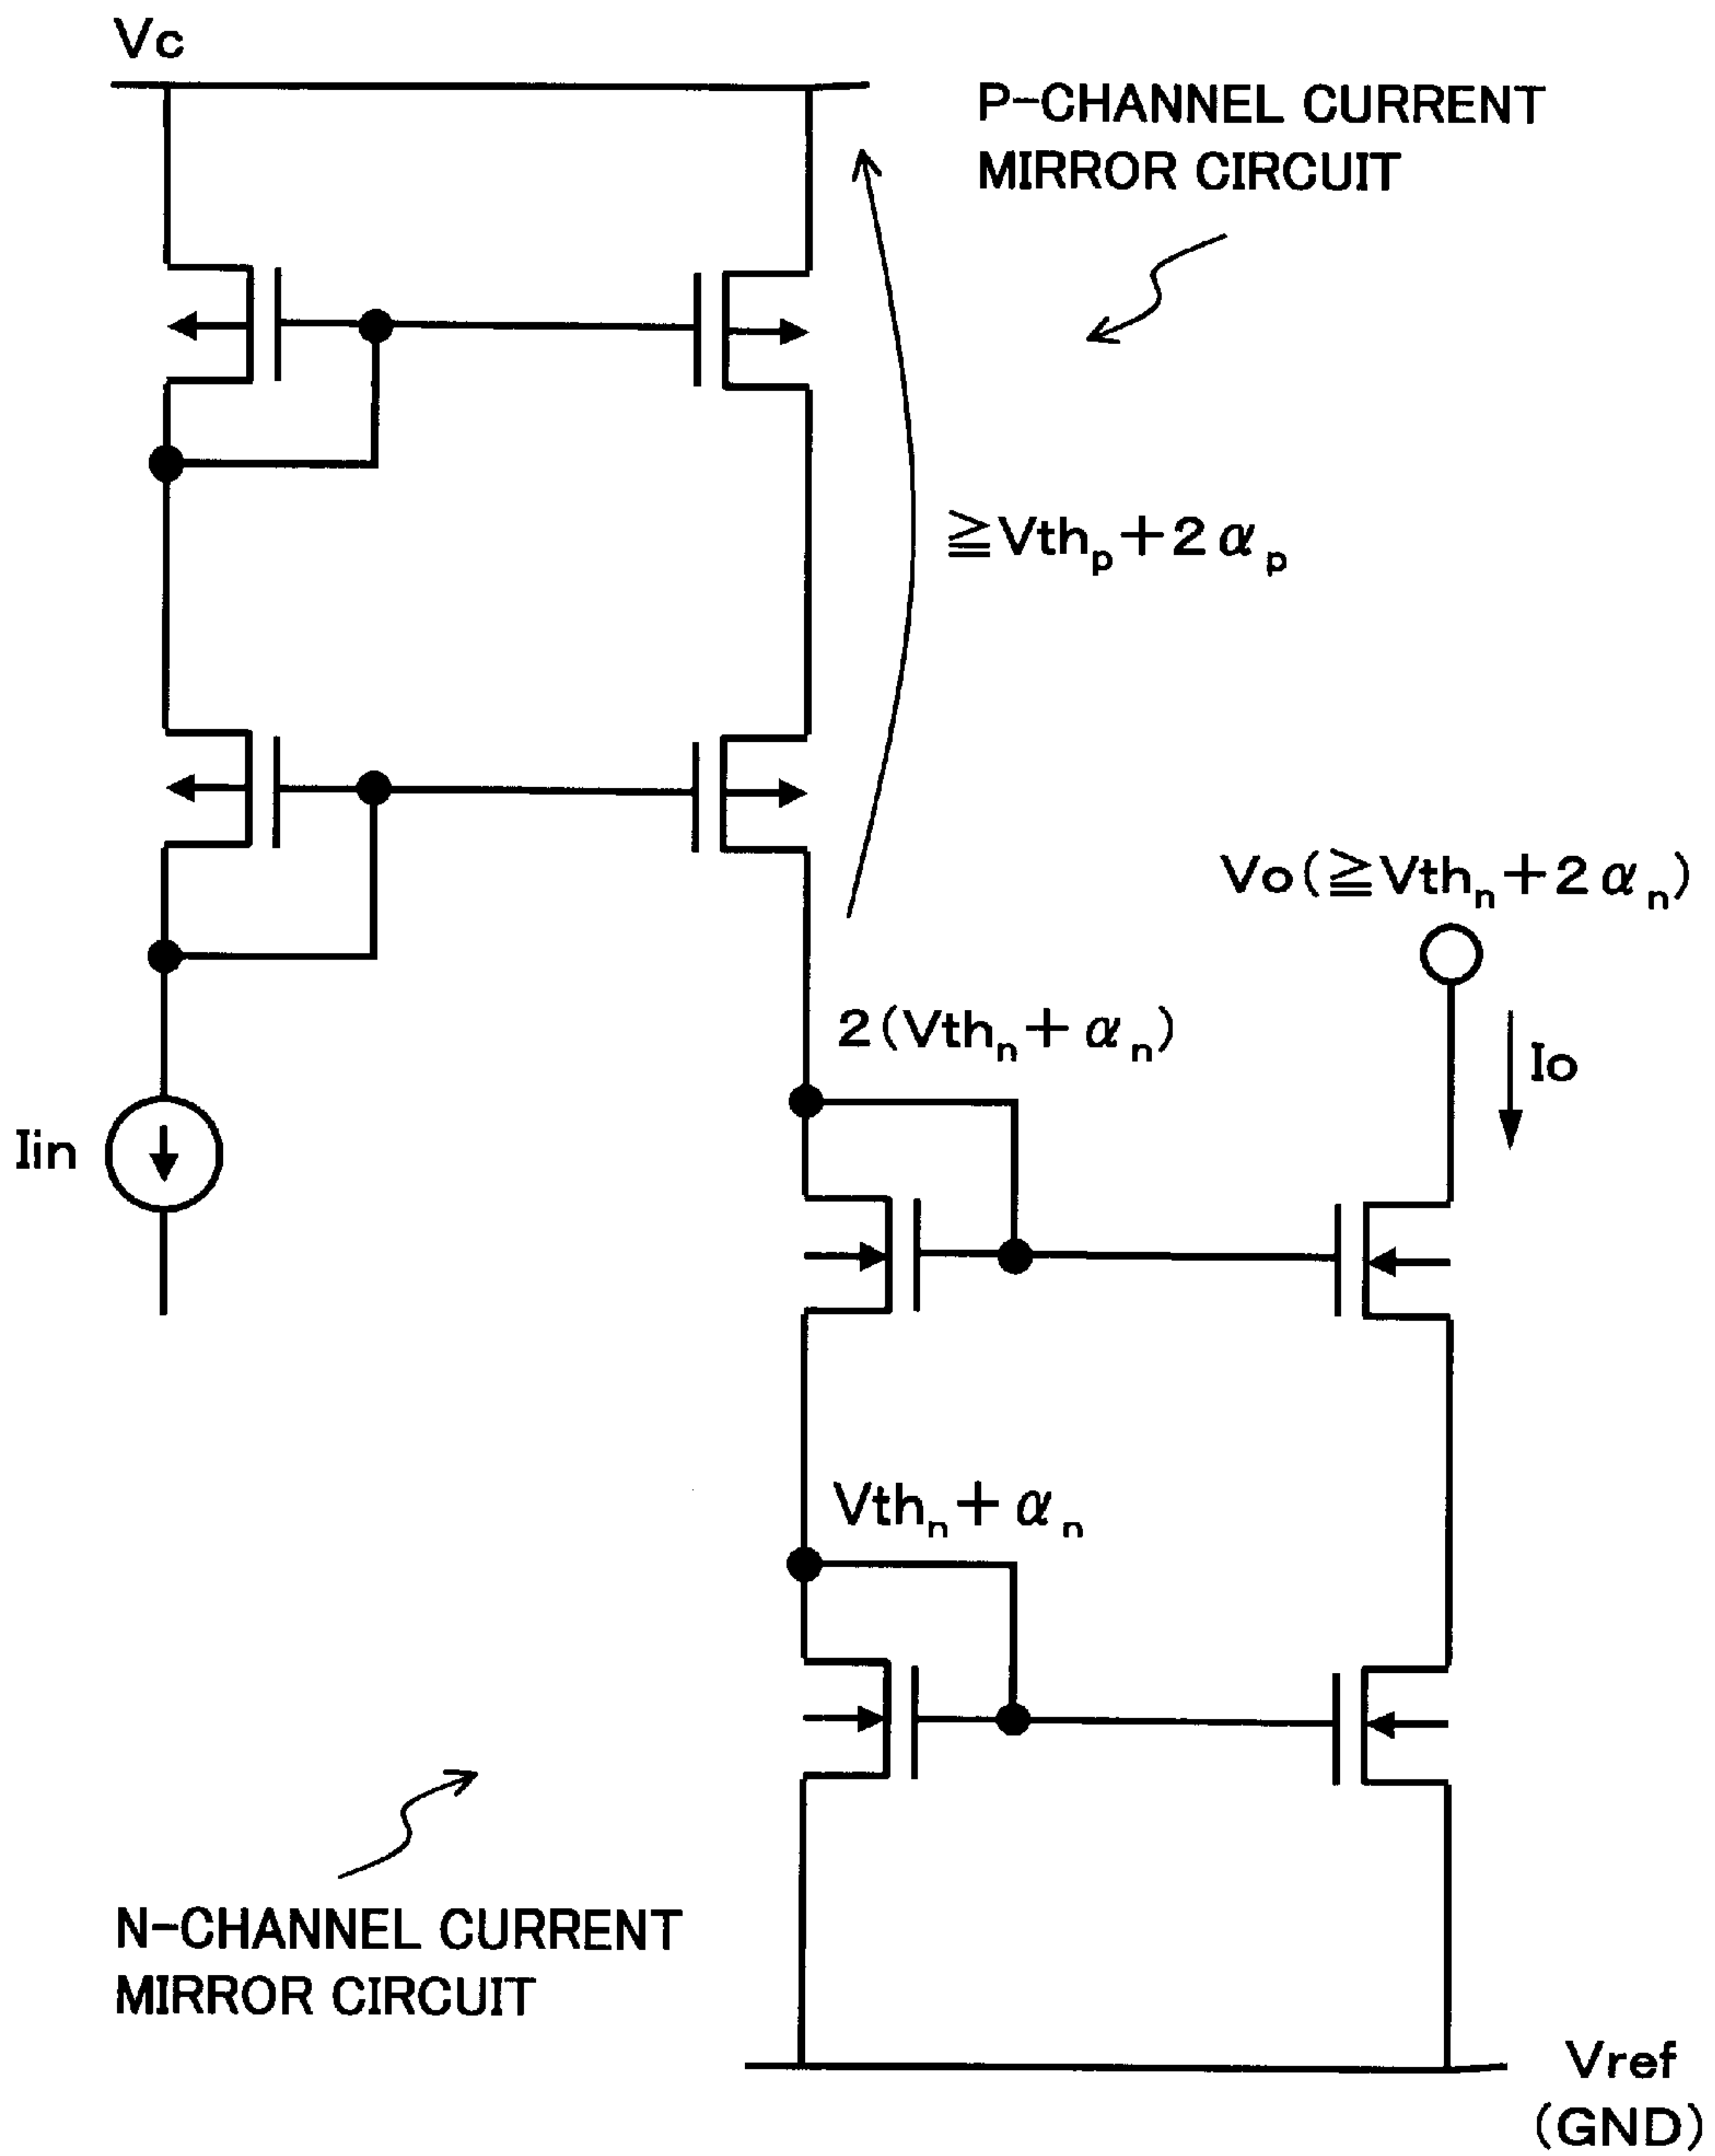 Vc
P-CHANNEL CURRENT
MIRROR CIRCUIT
≧Vthp+2αp
Vo(≧Vthn+2αn)
2(Vthn+αn)
Io
Iin
Vthn+αn
N-CHANNEL CURRENT
MIRROR CIRCUIT
Vref
(GND)